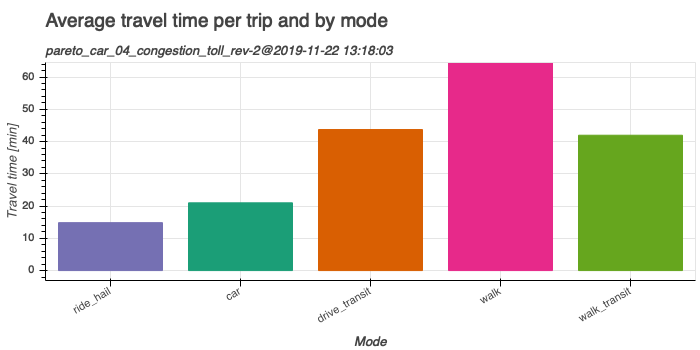 Average travel time per trip and by mode
pareto_car_04_congestion_toll_rev-2@2019-11-22 13:18:03
Travel time [min]
60
50
40
30
20
10
0
ride_hail
car
drive_transit
walk
walk_transit
Mode